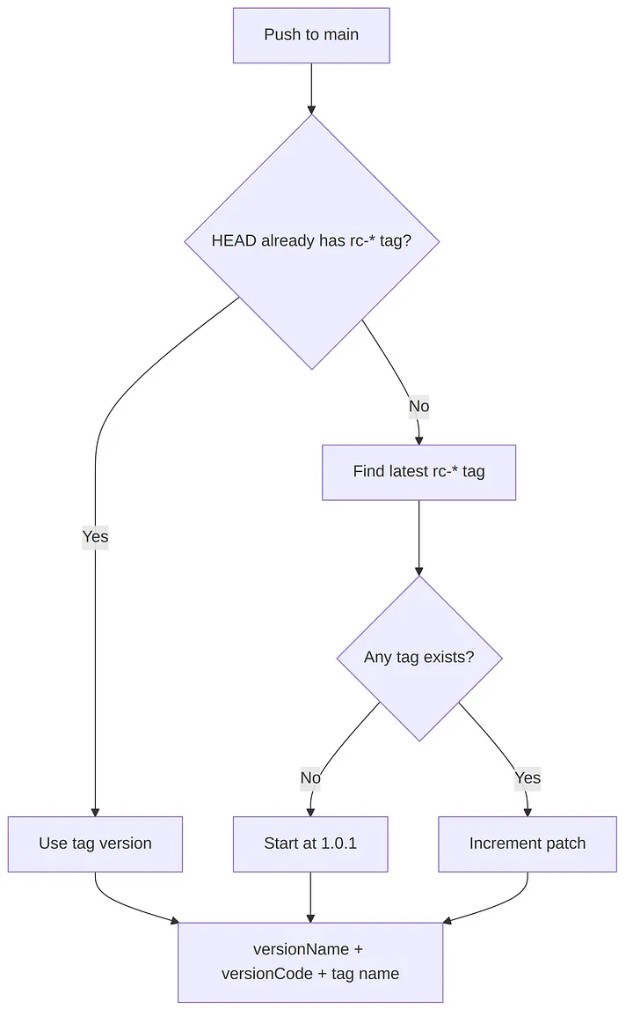 Push to main
HEAD already has rc-* tag?
No
Find latest rc-* tag
Yes
Any tag exists?
No
Yes
Use tag version
Start at 1.0.1
Increment patch
versionName +
versionCode + tag name